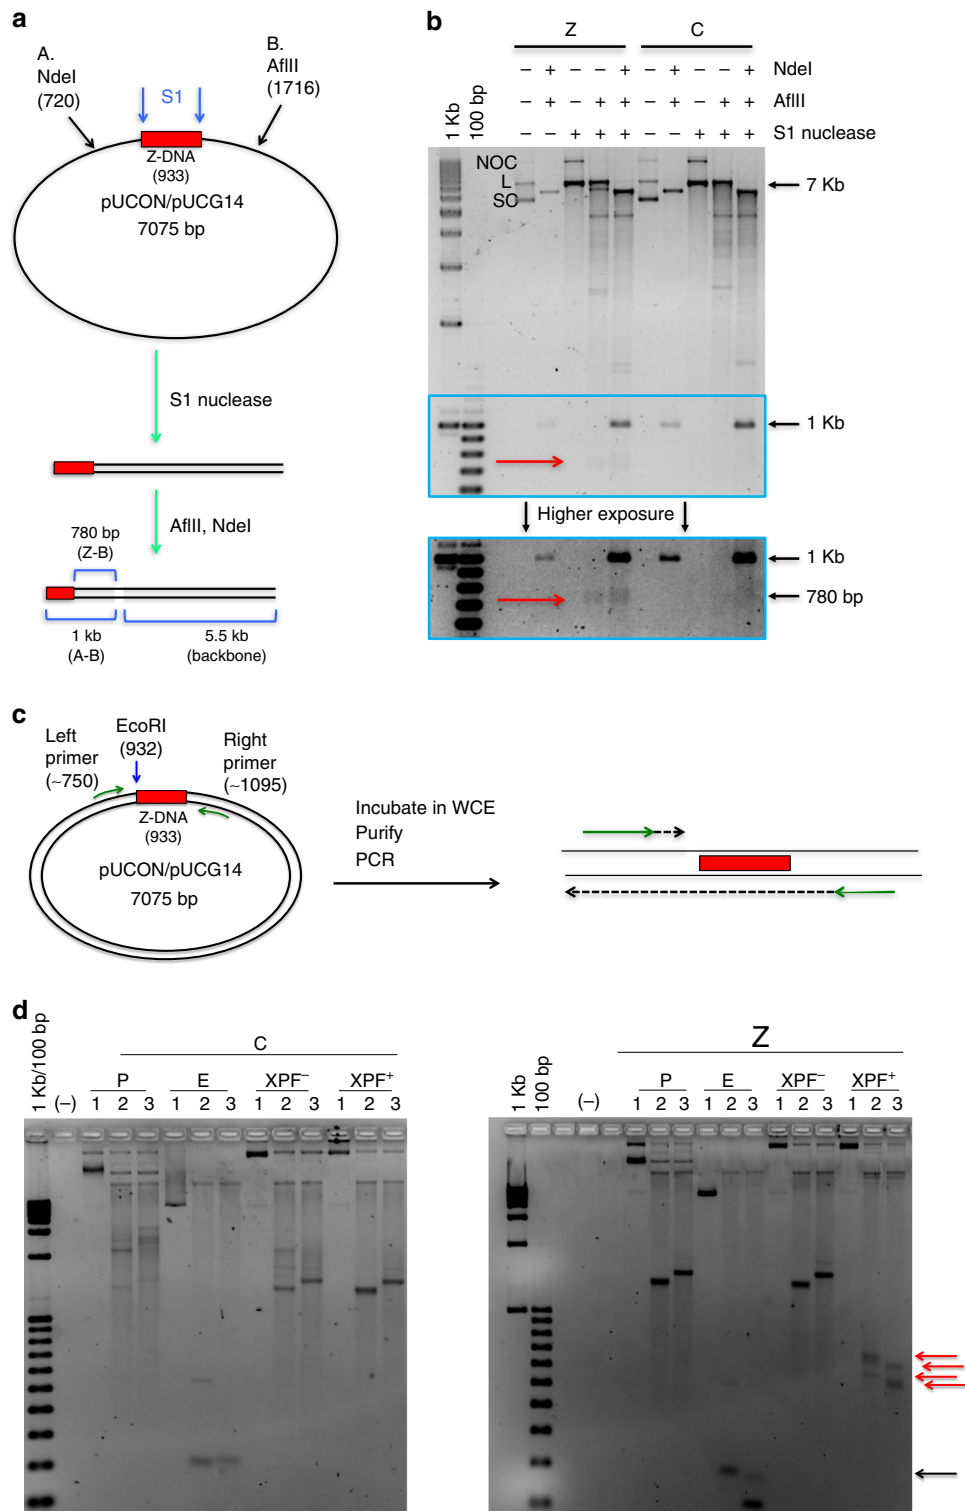 a
A.
NdeI
(720)
S1
B.
AflII
(1716)
Z-DNA
(933)
pUCON/pUCG14
7075 bp
S1 nuclease
AflII, NdeI
780 bp
(Z-B)
1 kb
(A-B)
5.5 kb
(backbone)
b
Z C
– + – – + – + – – + NdeI
– + – + + – + – + + AflII
– – + + + – – + + + S1 nuclease
1 Kb
100 bp
NOC
L
SC
7 Kb
1 Kb
Higher exposure
1 Kb
780 bp
c
Left
primer
(~750)
EcoRI
(932)
Right
primer
(~1095)
Z-DNA
(933)
pUCON/pUCG14
7075 bp
Incubate in WCE
Purify
PCR
d
1 Kb/100 bp
C
P E XPF– XPF+
(–) 1 2 3 1 2 3 1 2 3 1 2 3
1 Kb
100 bp
Z
P E XPF– XPF+
(–) 1 2 3 1 2 3 1 2 3 1 2 3